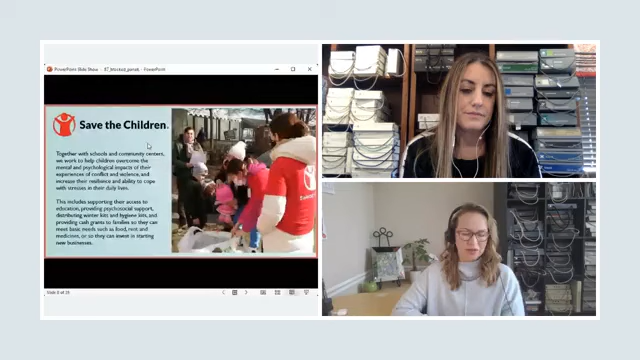 PowerPoint Slide Show
PowerPoint
Save the Children.
Together with schools and community centers,
we work to help children overcome the
mental and psychological impacts of their
experiences of conflict and violence, and
increase their resilience and ability to cope
with stresses in their daily lives.
This includes supporting their access to
education, providing psychosocial support,
distributing winter kits and hygiene kits, and
providing cash grants to families so they can
meet basic needs such as food, rent and
medicines, or so they can invest in starting
new businesses.